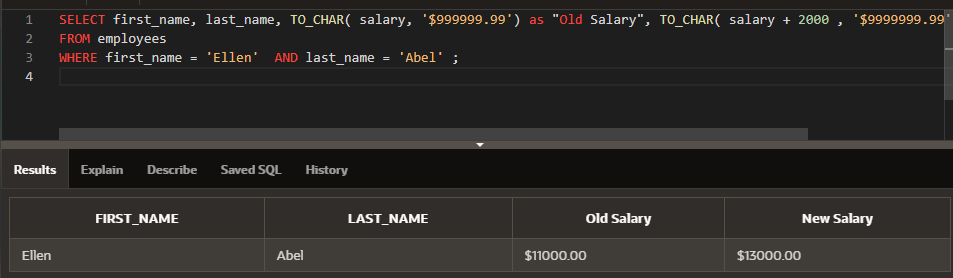 1 SELECT first_name, last_name, TO_CHAR( salary, '$999999.99') as "Old Salary", TO_CHAR( salary + 2000 , '$9999999.99'
2 FROM employees
3 WHERE first_name = 'Ellen'  AND last_name = 'Abel' ;
4
Results Explain Describe Saved SQL History
FIRST_NAME LAST_NAME Old Salary New Salary
Ellen Abel $11000.00 $13000.00